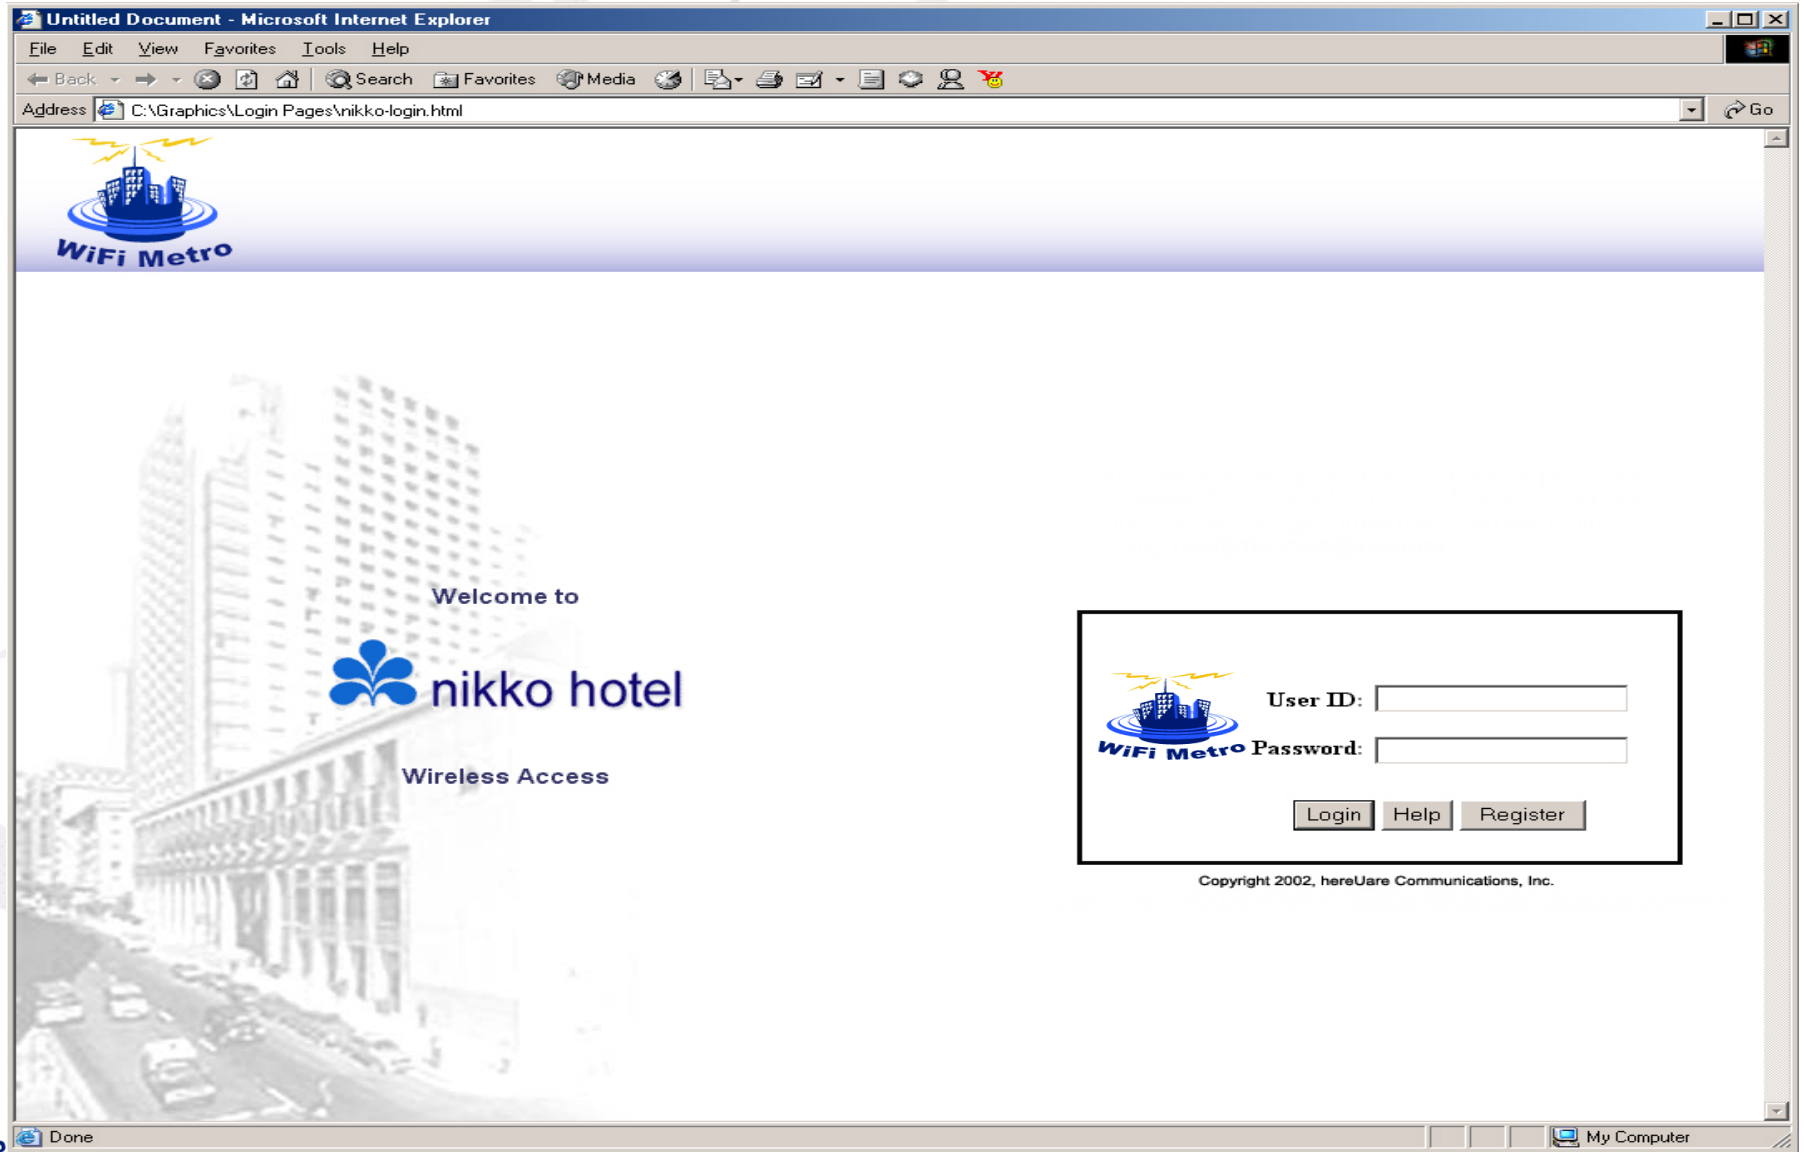 Untitled Document - Microsoft Internet Explorer
File Edit View Favorites Tools Help
Back Search Favorites Media
Address C:\Graphics\Login Pages\nikko-login.html Go
WiFi Metro
Welcome to
nikko hotel
Wireless Access
WiFi Metro
User ID:
Password:
Login Help Register
Copyright 2002, hereUare Communications, Inc.
Done My Computer